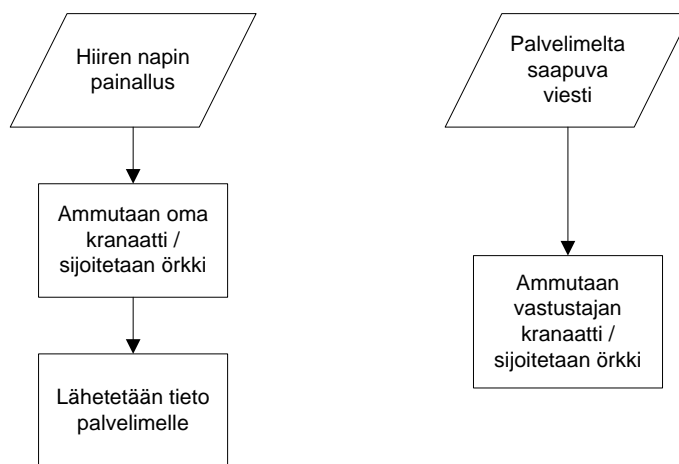 Hiiren napin
painallus
Ammutaan oma
kranaatti /
sijoitetaan örkki
Lähetetään tieto
palvelimelle
Palvelimelta
saapuva
viesti
Ammutaan
vastustajan
kranaatti /
sijoitetaan örkki